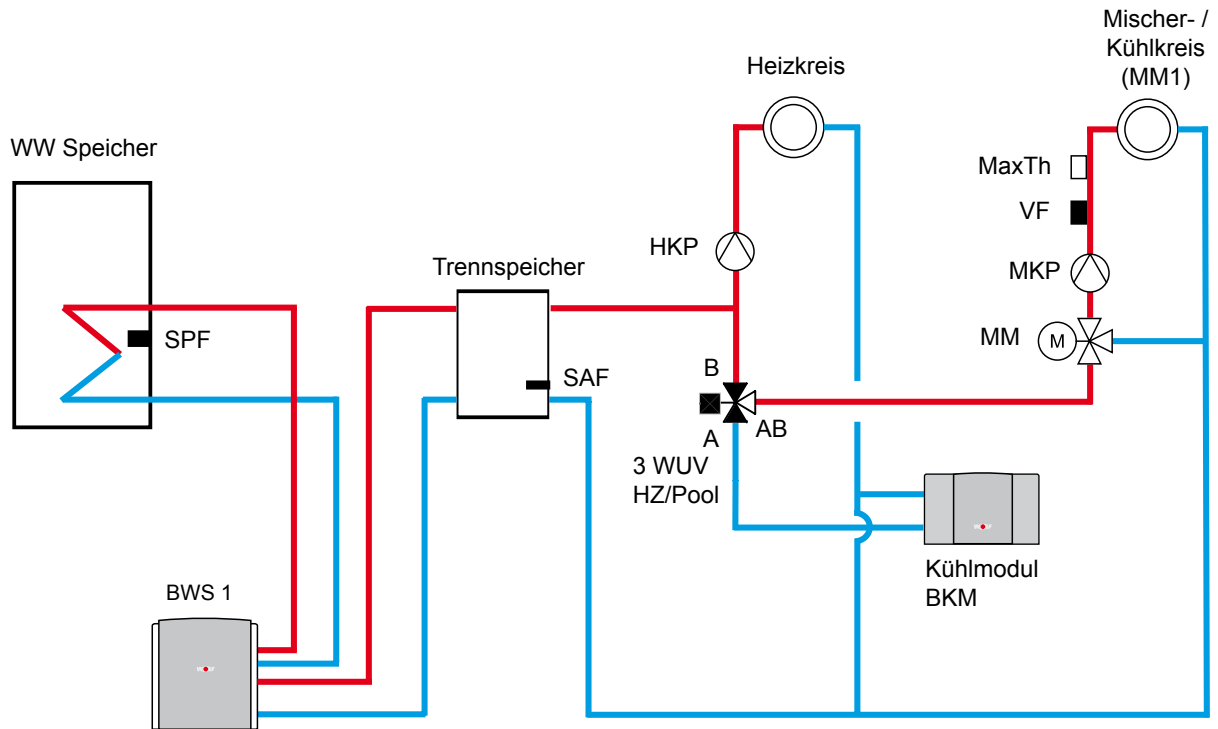 Mischer- /
Kühlkreis
(MM1)
Heizkreis
WW Speicher
MaxTh
VF
HKP
Trennspeicher
MKP
SPF
MM
M
SAF
B
A
AB
3 WUV
HZ/Pool
Kühlmodul
BKM
BWS 1